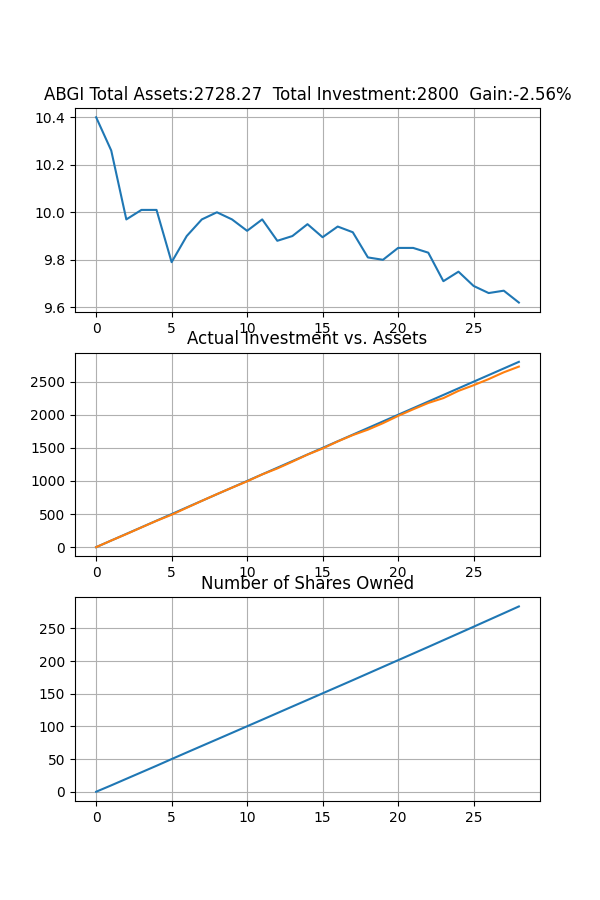 ABGI Total Assets:2728.27  Total Investment:2800  Gain:-2.56%
10.4
10.2
10.0
9.8
9.6
0 5 10 15 20 25
Actual Investment vs. Assets
2500
2000
1500
1000
500
0
0 5 10 15 20 25
Number of Shares Owned
250
200
150
100
50
0
0 5 10 15 20 25